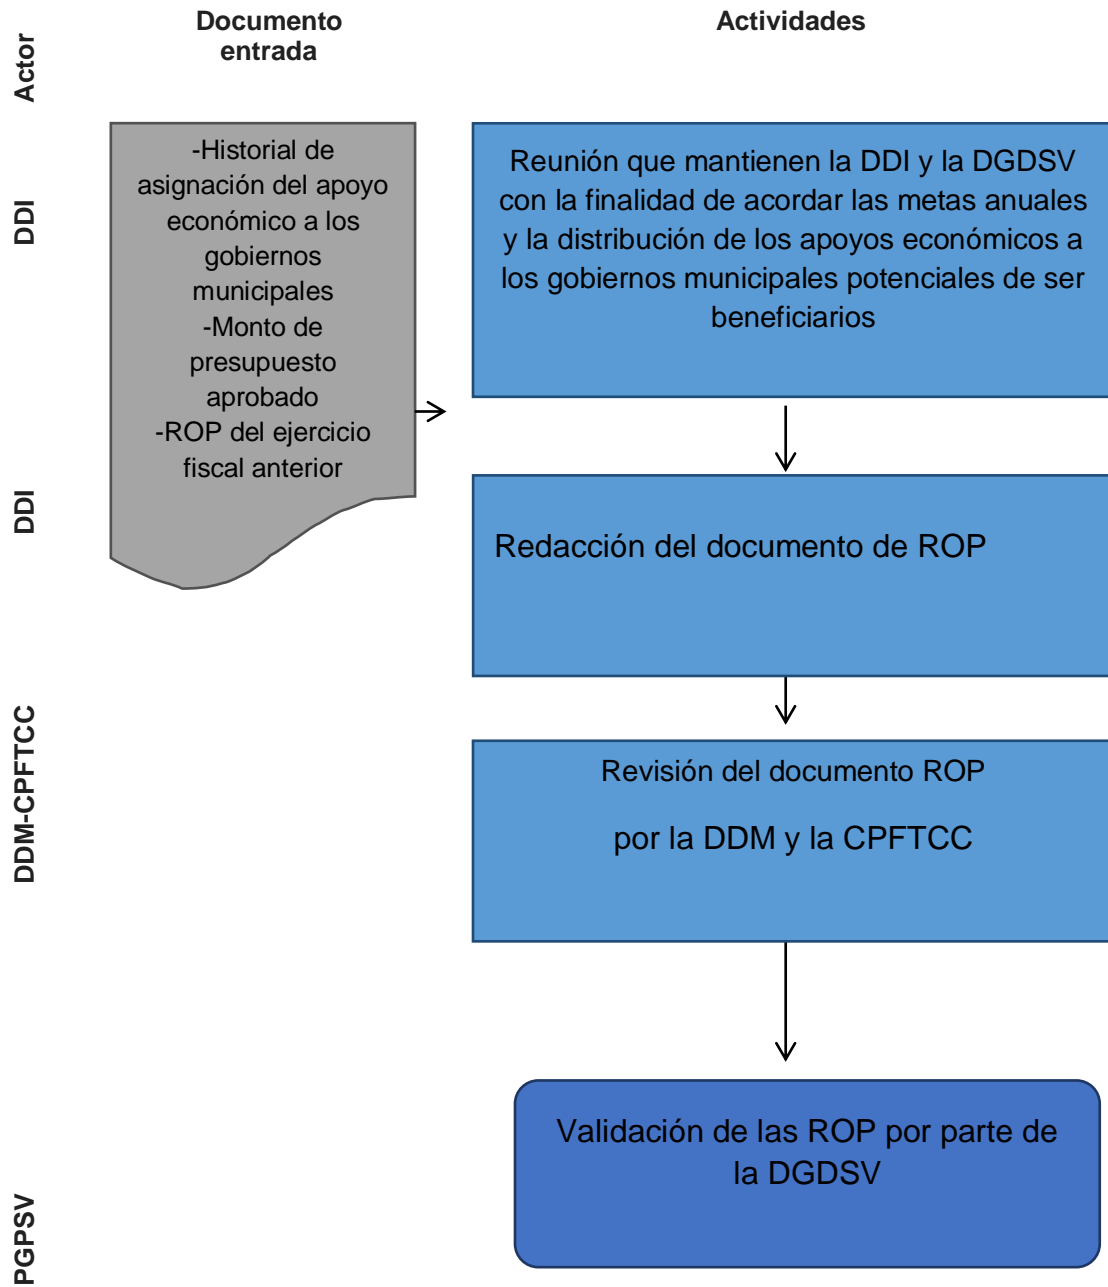 Actor
Documento
entrada
Actividades
DDI
-Historial de
asignación del apoyo
económico a los
gobiernos
municipales
-Monto de
presupuesto
aprobado
-ROP del ejercicio
fiscal anterior
Reunión que mantienen la DDI y la DGDSV
con la finalidad de acordar las metas anuales
y la distribución de los apoyos económicos a
los gobiernos municipales potenciales de ser
beneficiarios
DDI
Redacción del documento de ROP
DDM-CPFTCC
Revisión del documento ROP
por la DDM y la CPFTCC
PGPSV
Validación de las ROP por parte de
la DGDSV